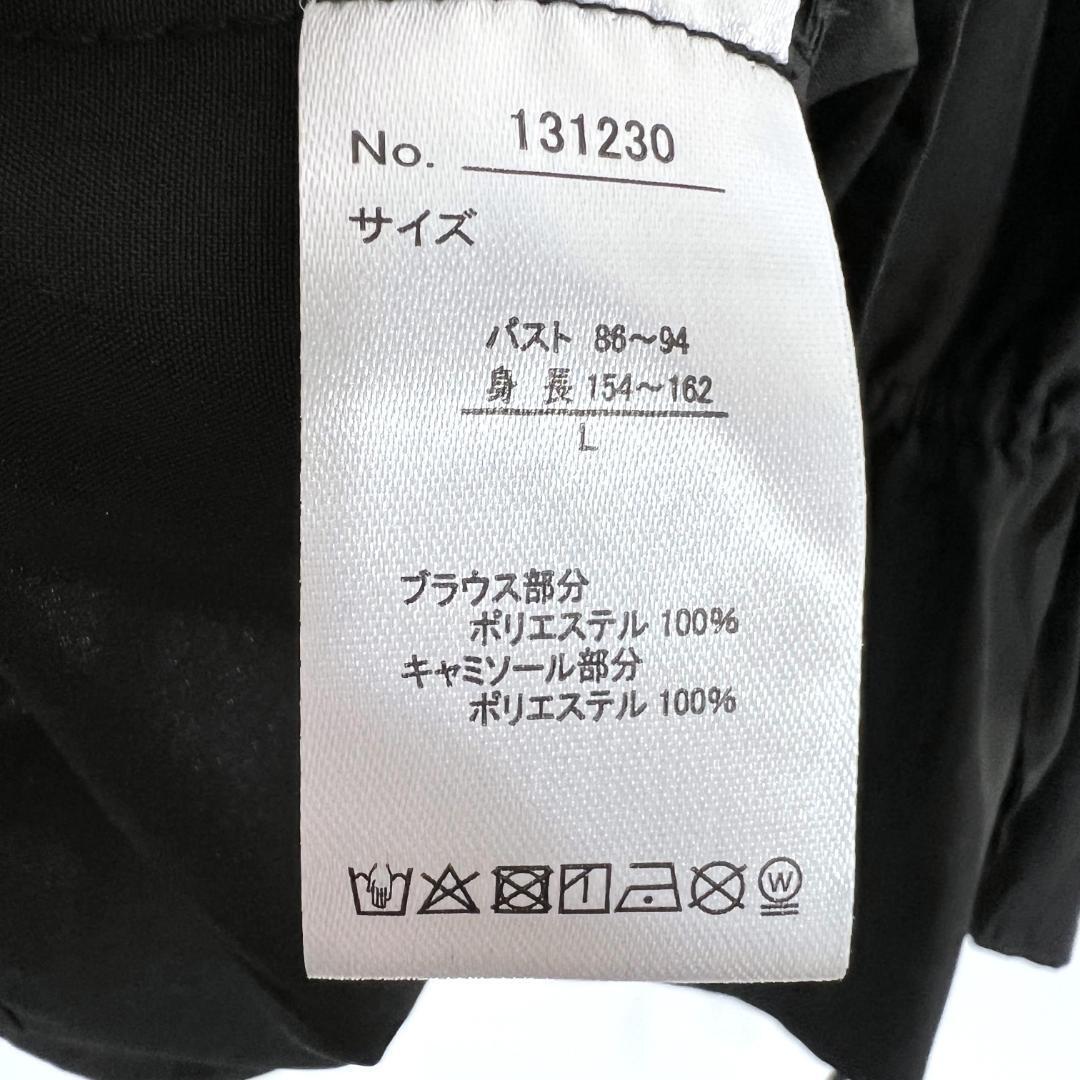 No. 131230
サイズ
バスト 86～94
身 長 154～162
L
ブラウス部分
ポリエステル 100%
キャミソール部分
ポリエステル 100%
W